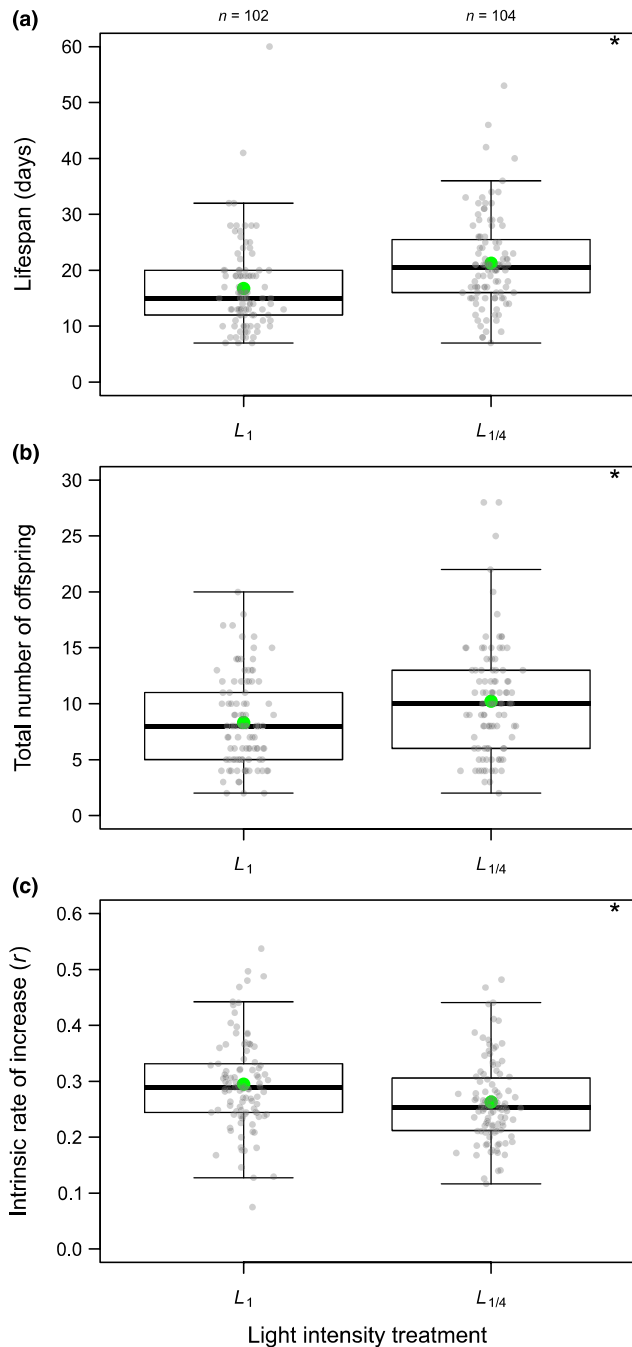 (a)
n = 102
n = 104
*
Lifespan (days)
60
50
40
30
20
10
0
L1
L1/4
(b)
*
Total number of offspring
30
25
20
15
10
5
0
L1
L1/4
(c)
*
Intrinsic rate of increase (r)
0.6
0.5
0.4
0.3
0.2
0.1
0.0
L1
L1/4
Light intensity treatment